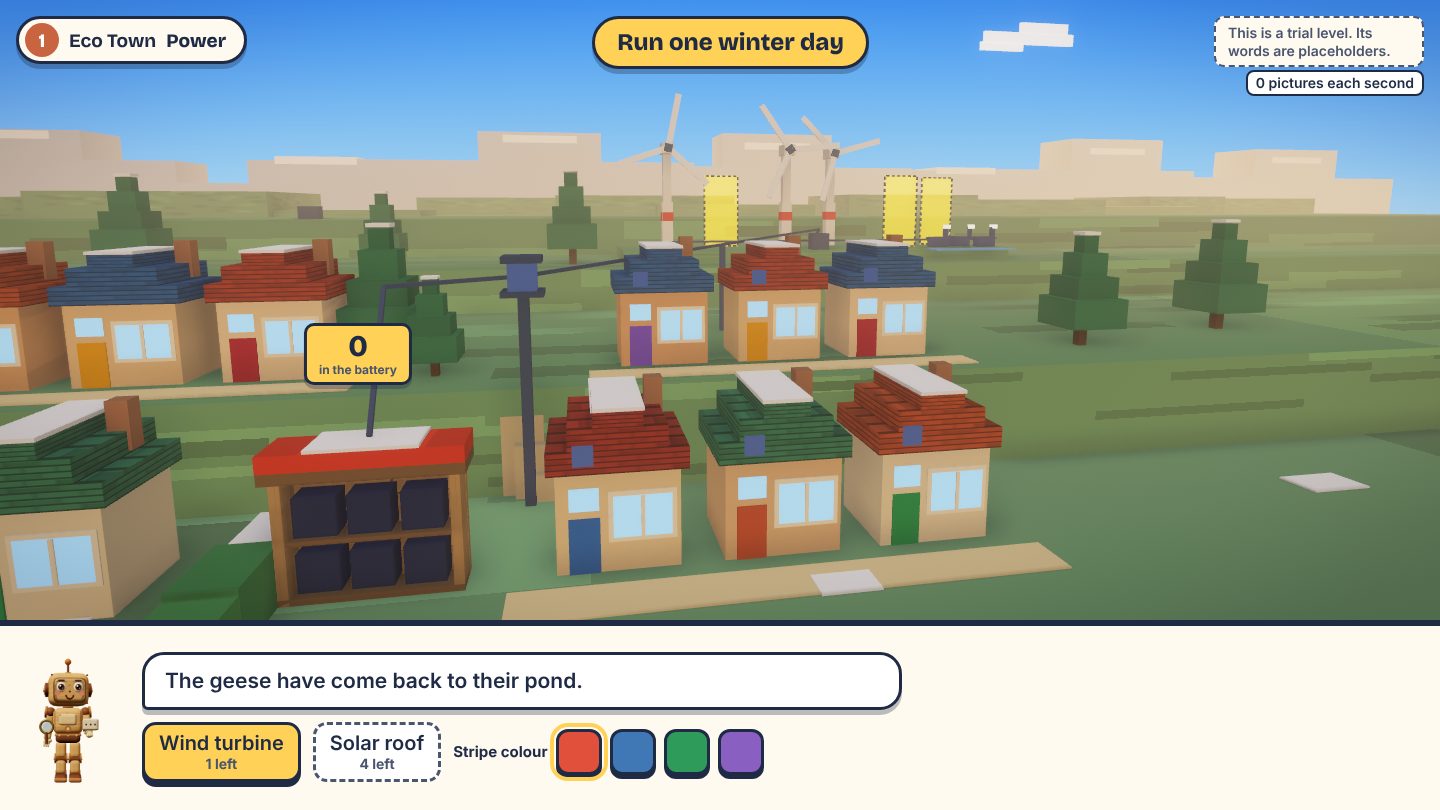 1 Eco Town Power
Run one winter day
This is a trial level. Its
words are placeholders.
0 pictures each second
0
in the battery
The geese have come back to their pond.
Wind turbine
1 left
Solar roof
4 left
Stripe colour